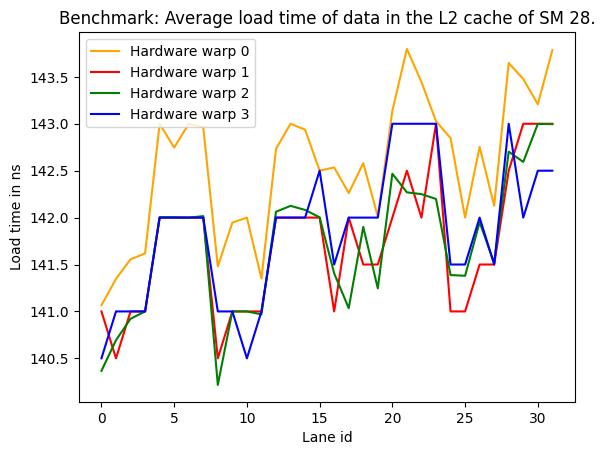 Benchmark: Average load time of data in the L2 cache of SM 28.
Hardware warp 0
Hardware warp 1
Hardware warp 2
Hardware warp 3
Load time in ns
143.5
143.0
142.5
142.0
141.5
141.0
140.5
0 5 10 15 20 25 30
Lane id